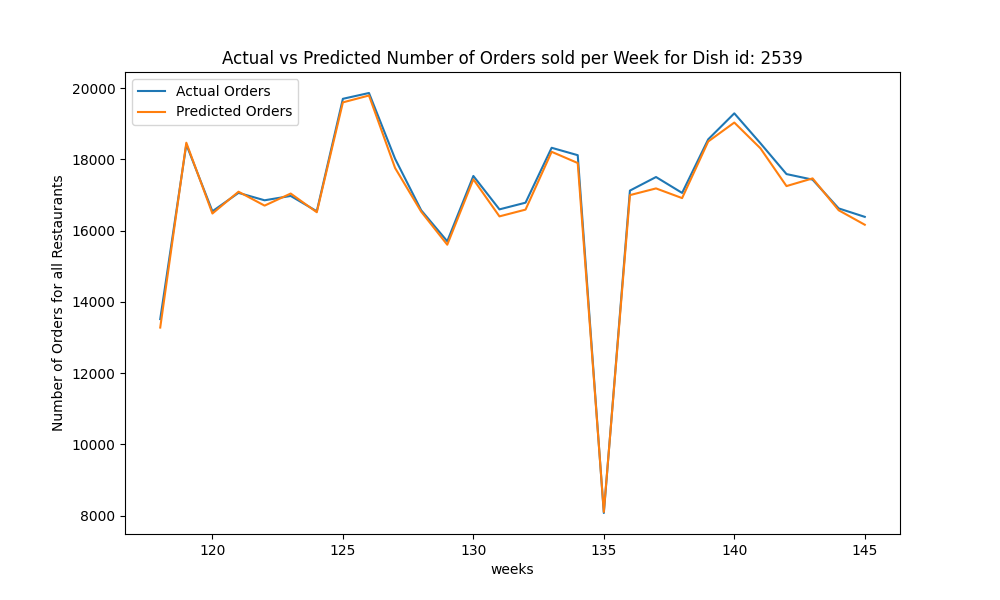 Actual vs Predicted Number of Orders sold per Week for Dish id: 2539
Actual Orders
Predicted Orders
Number of Orders for all Restaurants
20000
18000
16000
14000
12000
10000
8000
120 125 130 135 140 145
weeks